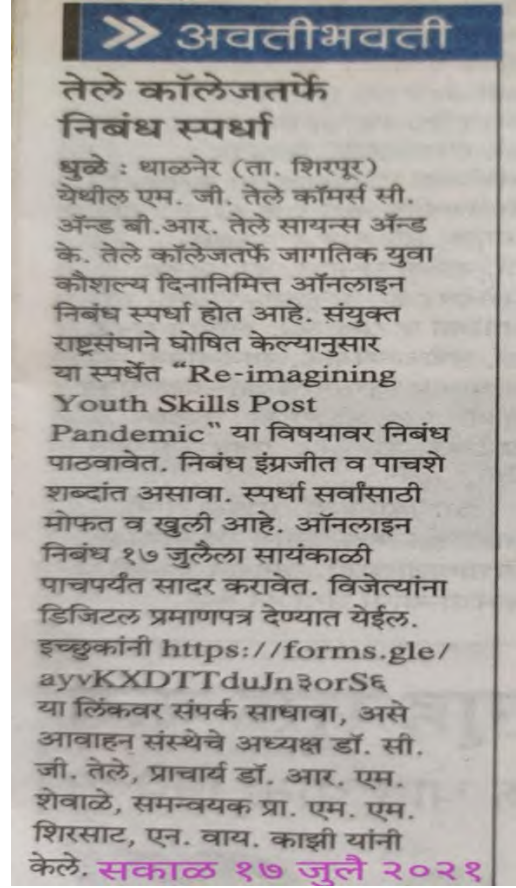 >> अवतीभवती
तेले कॉलेजतर्फे
निबंध स्पर्धा
धुळे : थाळनेर (ता. शिरपूर)
येथील एम. जी. तेले कॉमर्स सी.
ॲन्ड बी.आर. तेले सायन्स ॲन्ड
के. तेले कॉलेजतर्फे जागतिक युवा
कौशल्य दिनानिमित्त ऑनलाइन
निबंध स्पर्धा होत आहे. संयुक्त
राष्ट्रसंघाने घोषित केल्यानुसार
या स्पर्धेत “Re-imagining
Youth Skills Post
Pandemic" या विषयावर निबंध
पाठवावेत. निबंध इंग्रजीत व पाचशे
शब्दांत असावा. स्पर्धा सर्वांसाठी
मोफत व खुली आहे. ऑनलाइन
निबंध १७ जुलैला सायंकाळी
पाचपर्यंत सादर करावेत. विजेत्यांना
डिजिटल प्रमाणपत्र देण्यात येईल.
इच्छुकांनी https://forms.gle/
ayvKXDTTduJn३orS६
या लिंकवर संपर्क साधावा, असे
आवाहन संस्थेचे अध्यक्ष डॉ. सी.
जी. तेले, प्राचार्य डॉ. आर. एम.
शेवाळे, समन्वयक प्रा. एम. एम.
शिरसाट, एन. वाय. काझी यांनी
केले. सकाळ १७ जुलै २०२१